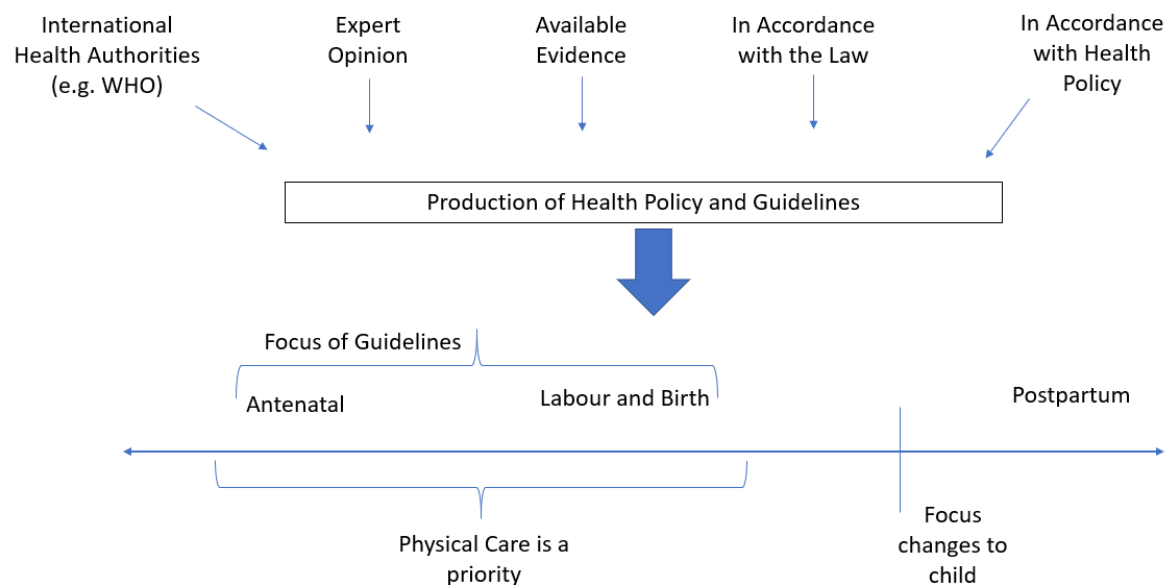 International
Health Authorities
(e.g. WHO)
Expert
Opinion
Available
Evidence
In Accordance
with the Law
In Accordance
with Health
Policy
Production of Health Policy and Guidelines
Focus of Guidelines
Antenatal
Labour and Birth
Postpartum
Physical Care is a
priority
Focus
changes to
child